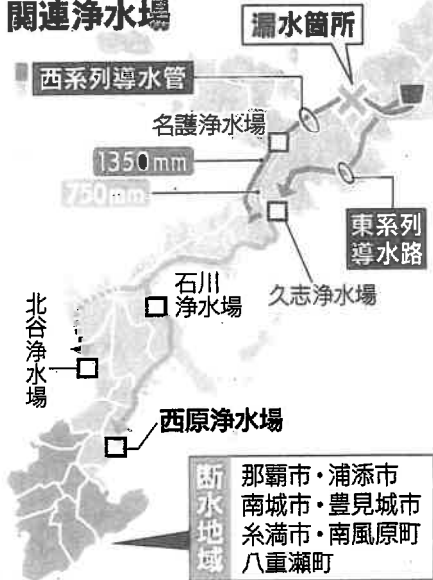 関連浄水場
漏水箇所
西系列導水管
名護浄水場
1350mm
750mm
東系列
導水路
久志浄水場
石川
浄水場
北谷浄水場
西原浄水場
断水地域
那覇市・浦添市
南城市・豊見城市
糸満市・南風原町
八重瀬町